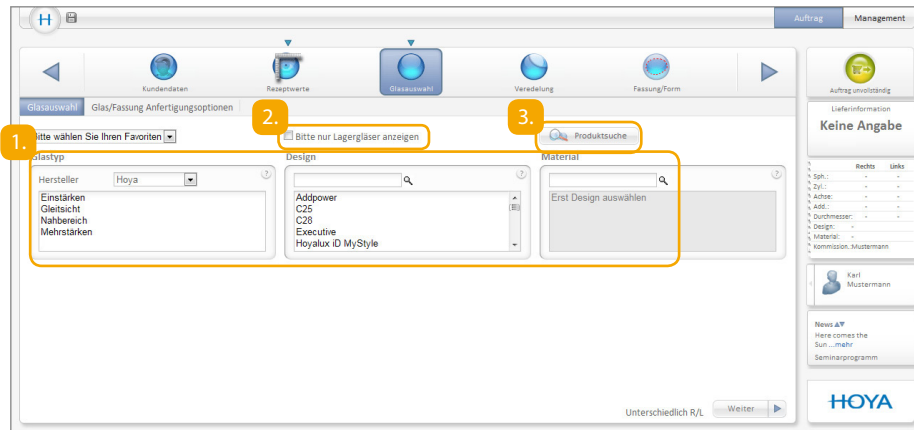 H
Auftrag Management
Kundendaten Rezeptwerte Glasauswahl Veredelung Fassung/Form
Auftrag unvollständig
Glasauswahl Glas/Fassung Anfertigungsoptionen
Lieferinformation
Keine Angabe
1.
Bitte wählen Sie Ihren Favoriten
2.
Bitte nur Lagergläser anzeigen
3.
Produktsuche
Glastyp
Hersteller Hoya
Einstärken
Gleitsicht
Nahbereich
Mehrstärken
Design
Addpower
C25
C28
Executive
Hoyalux iD MyStyle
Material
Erst Design auswählen
Rechts Links
Sph.: - -
Zyl.: - -
Achse: - -
Add.: - -
Durchmesser: - -
Design: -
Material: -
Kommission.:Mustermann
Karl
Mustermann
News
Here comes the
Sun ...mehr
Seminarprogramm
Unterschiedlich R/L Weiter
HOYA